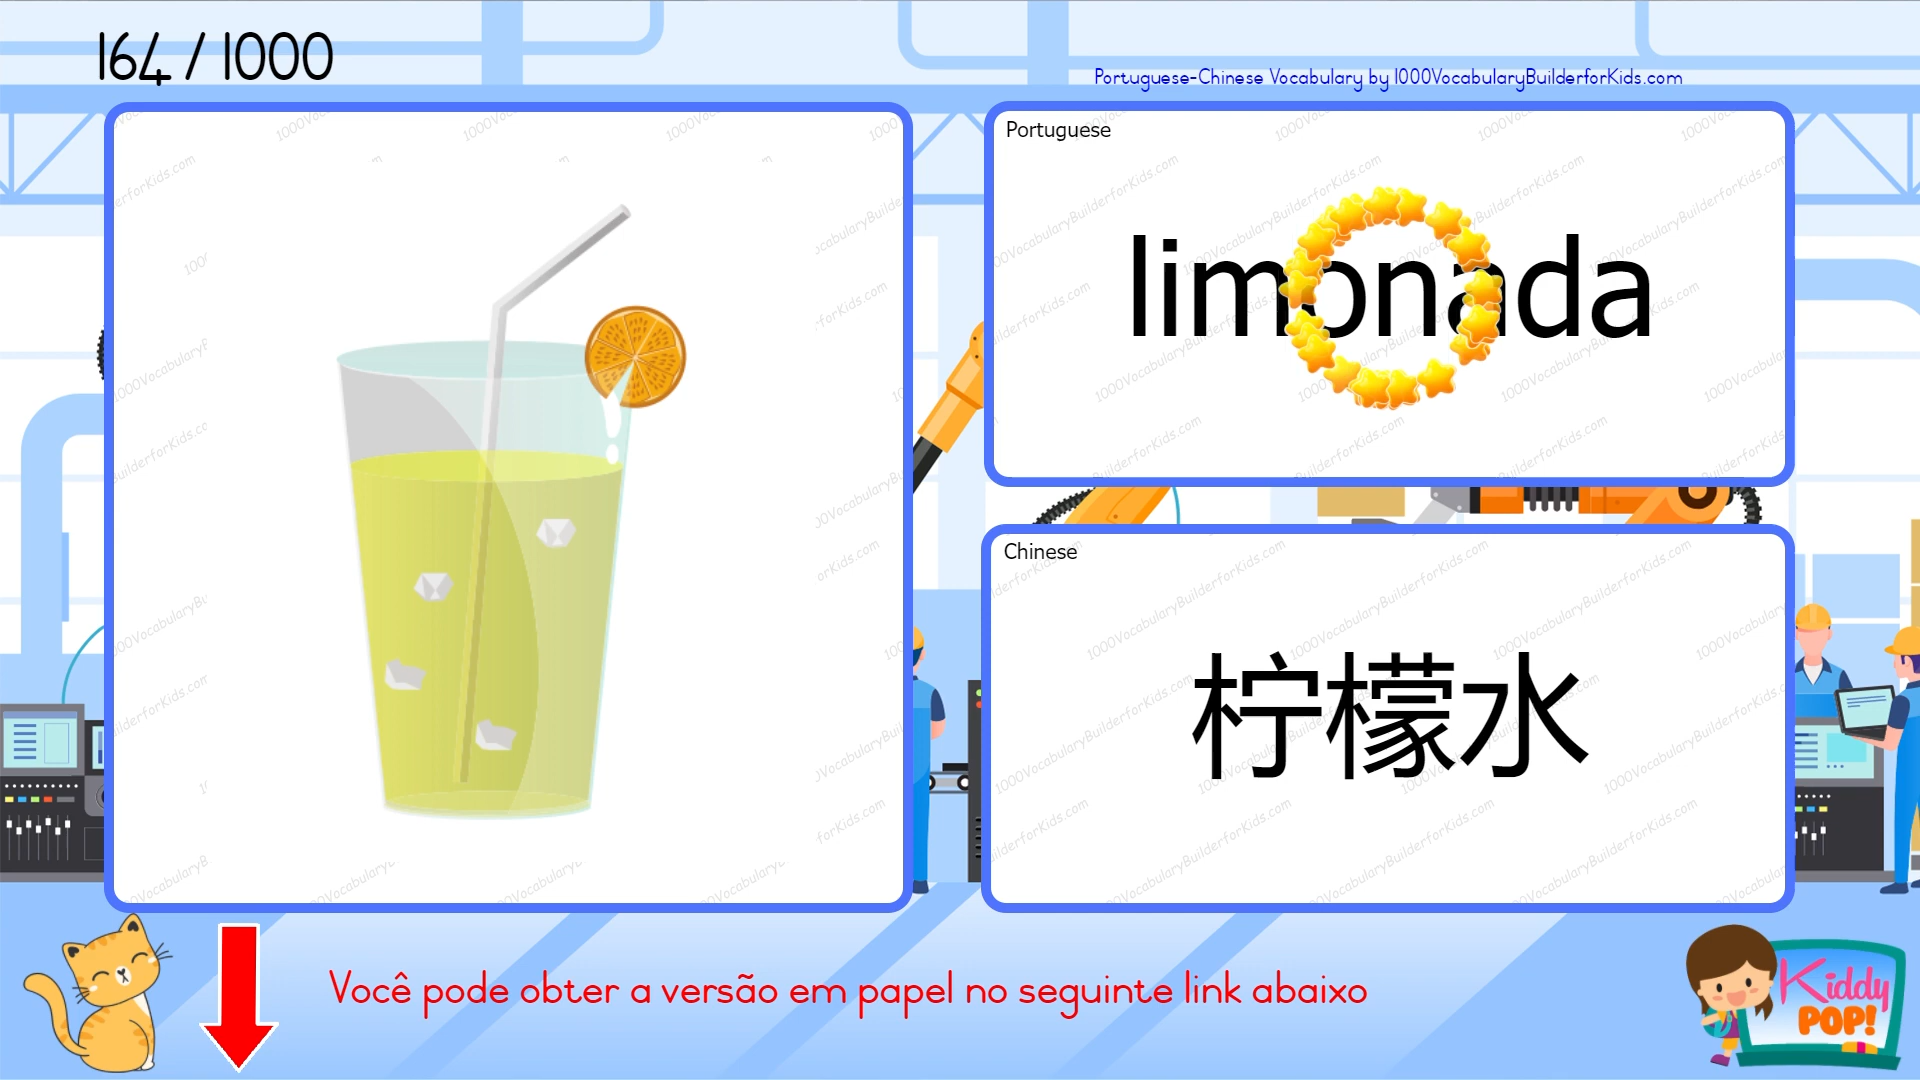 164 / 1000
Portuguese-Chinese Vocabulary by 1000VocabularyBuilderforKids.com
Portuguese
limonada
Chinese
柠檬水
Você pode obter a versão em papel no seguinte link abaixo
Kiddy
POP!